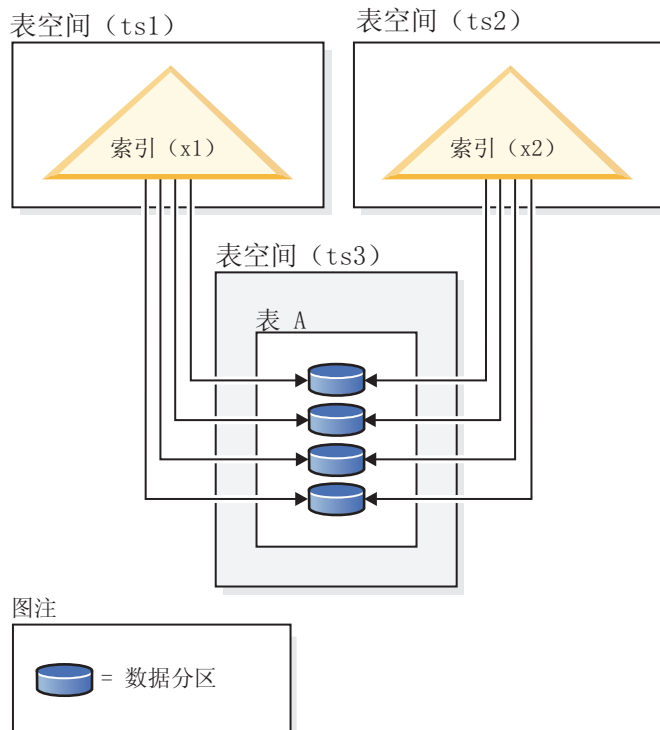 表空间（ts1）
表空间（ts2）
索引（x1）
索引（x2）
表空间（ts3）
表 A
图注
= 数据分区